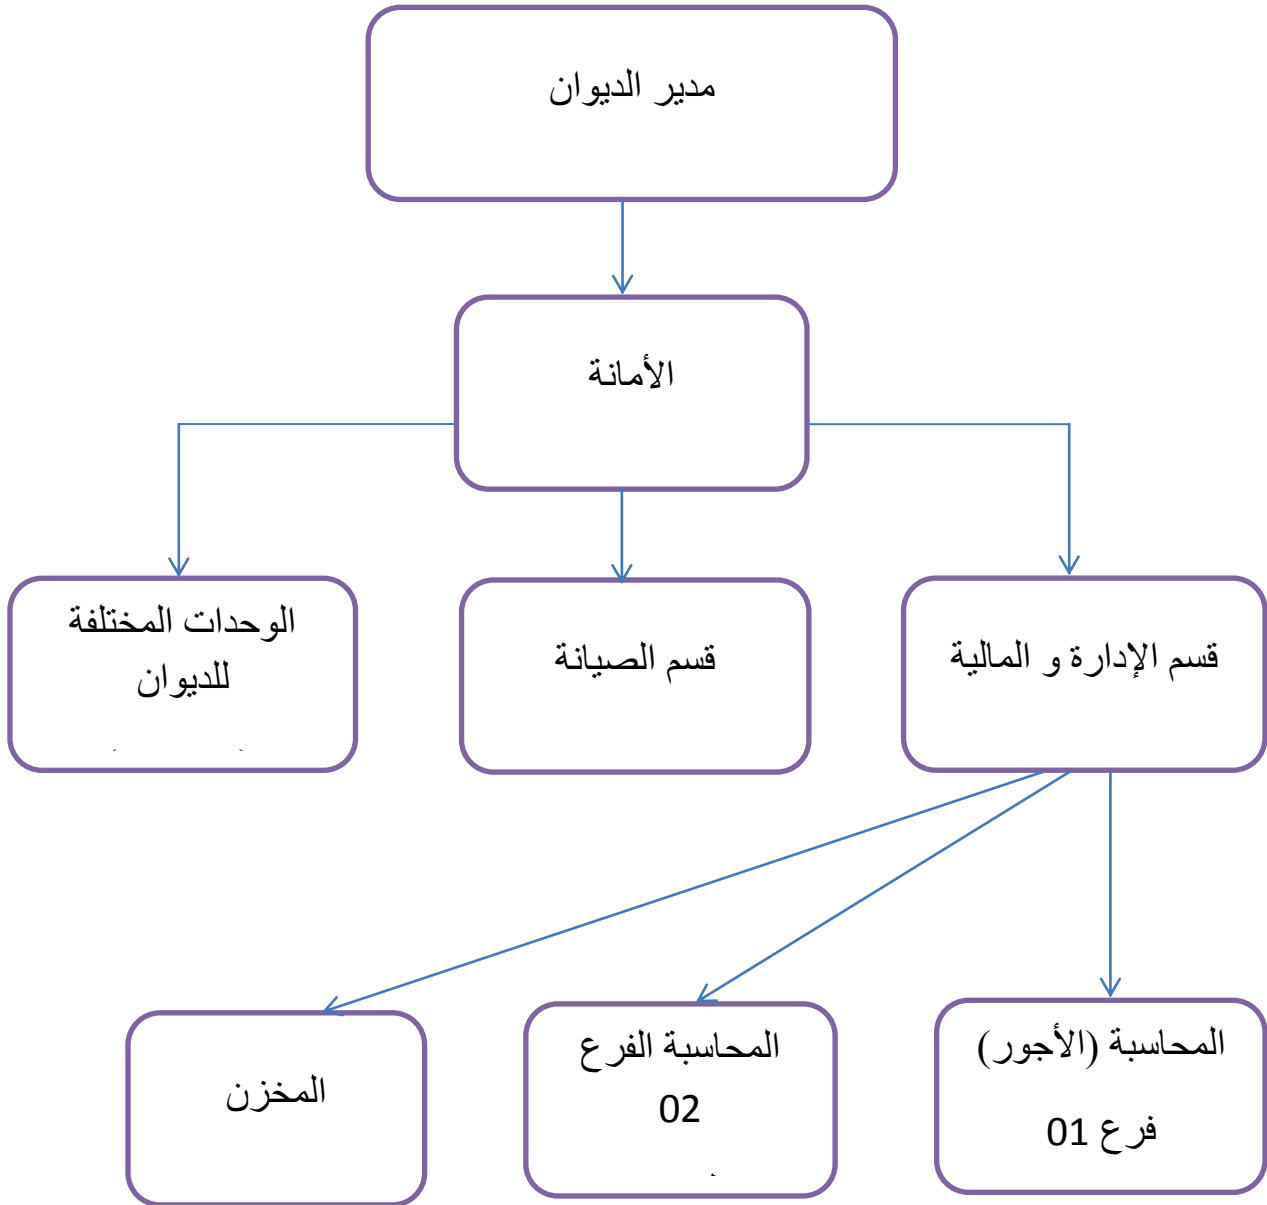 مدير الديوان
الأمانة
قسم الإدارة و المالية
قسم الصيانة
الوحدات المختلفة
للديوان
المحاسبة (الأجور)
فرع 01
المحاسبة الفرع
02
المخزن